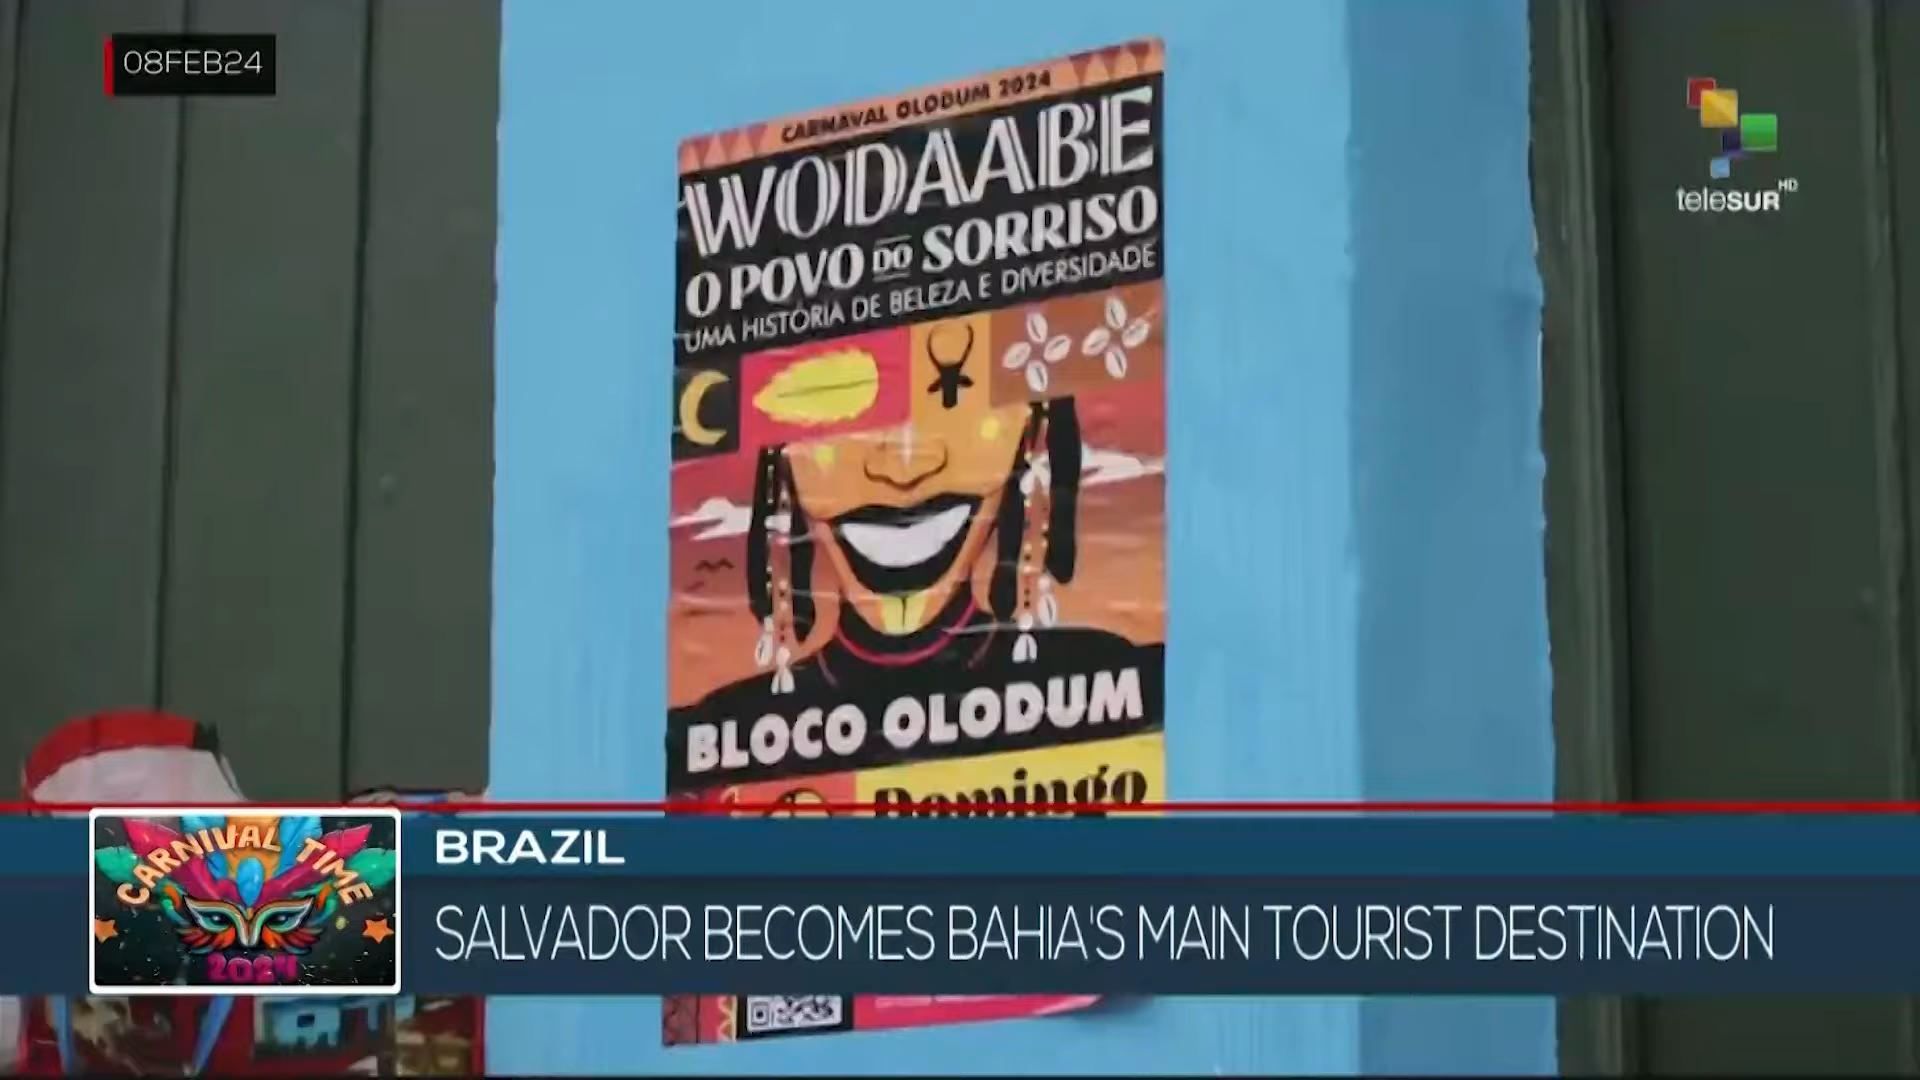 08FEB24
teleSUR HD
CARNAVAL OLODUM 2024
WODAABE
O POVO DO SORRISO
UMA HISTÓRIA DE BELEZA E DIVERSIDADE
BLOCO OLODUM
Domingo
CARNIVAL TIME
2024
BRAZIL
SALVADOR BECOMES BAHIA'S MAIN TOURIST DESTINATION